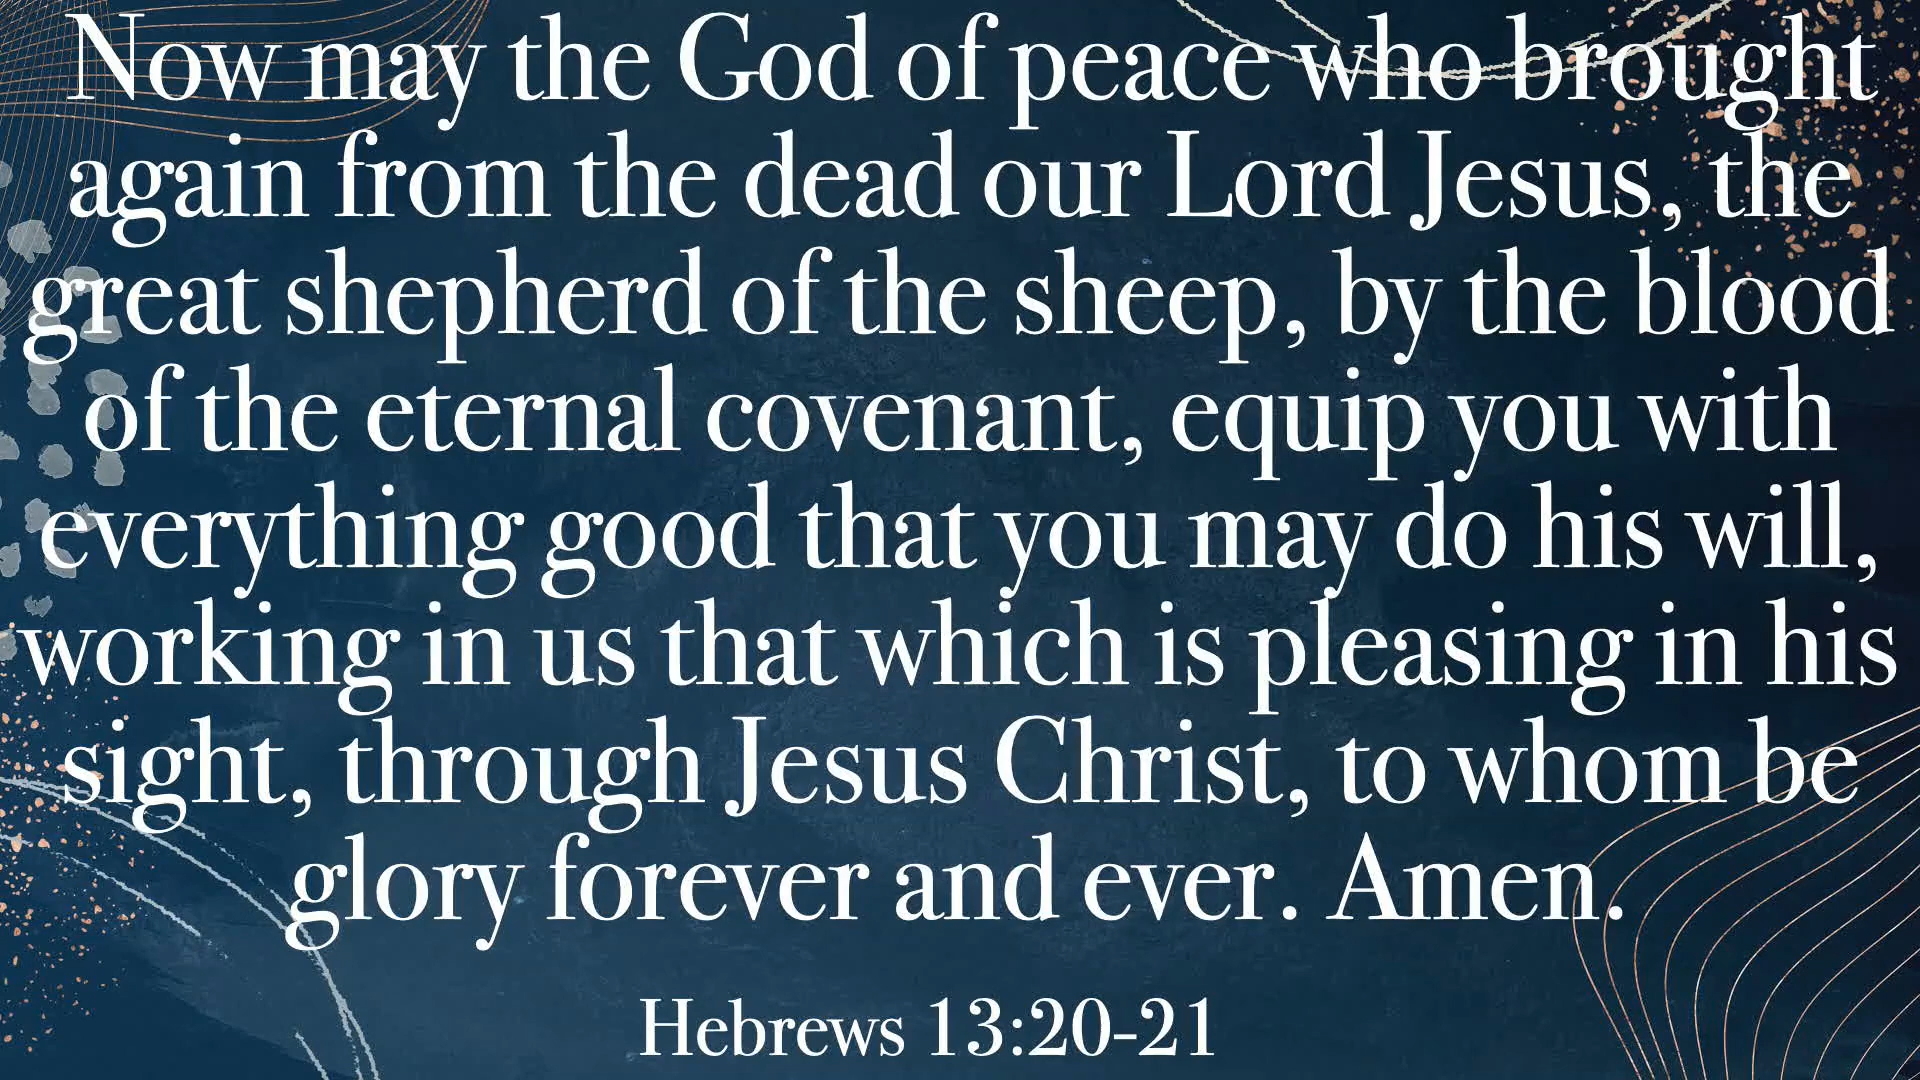 Now may the God of peace who brought
again from the dead our Lord Jesus, the
great shepherd of the sheep, by the blood
of the eternal covenant, equip you with
everything good that you may do his will,
working in us that which is pleasing in his
sight, through Jesus Christ, to whom be
glory forever and ever. Amen.
Hebrews 13:20-21